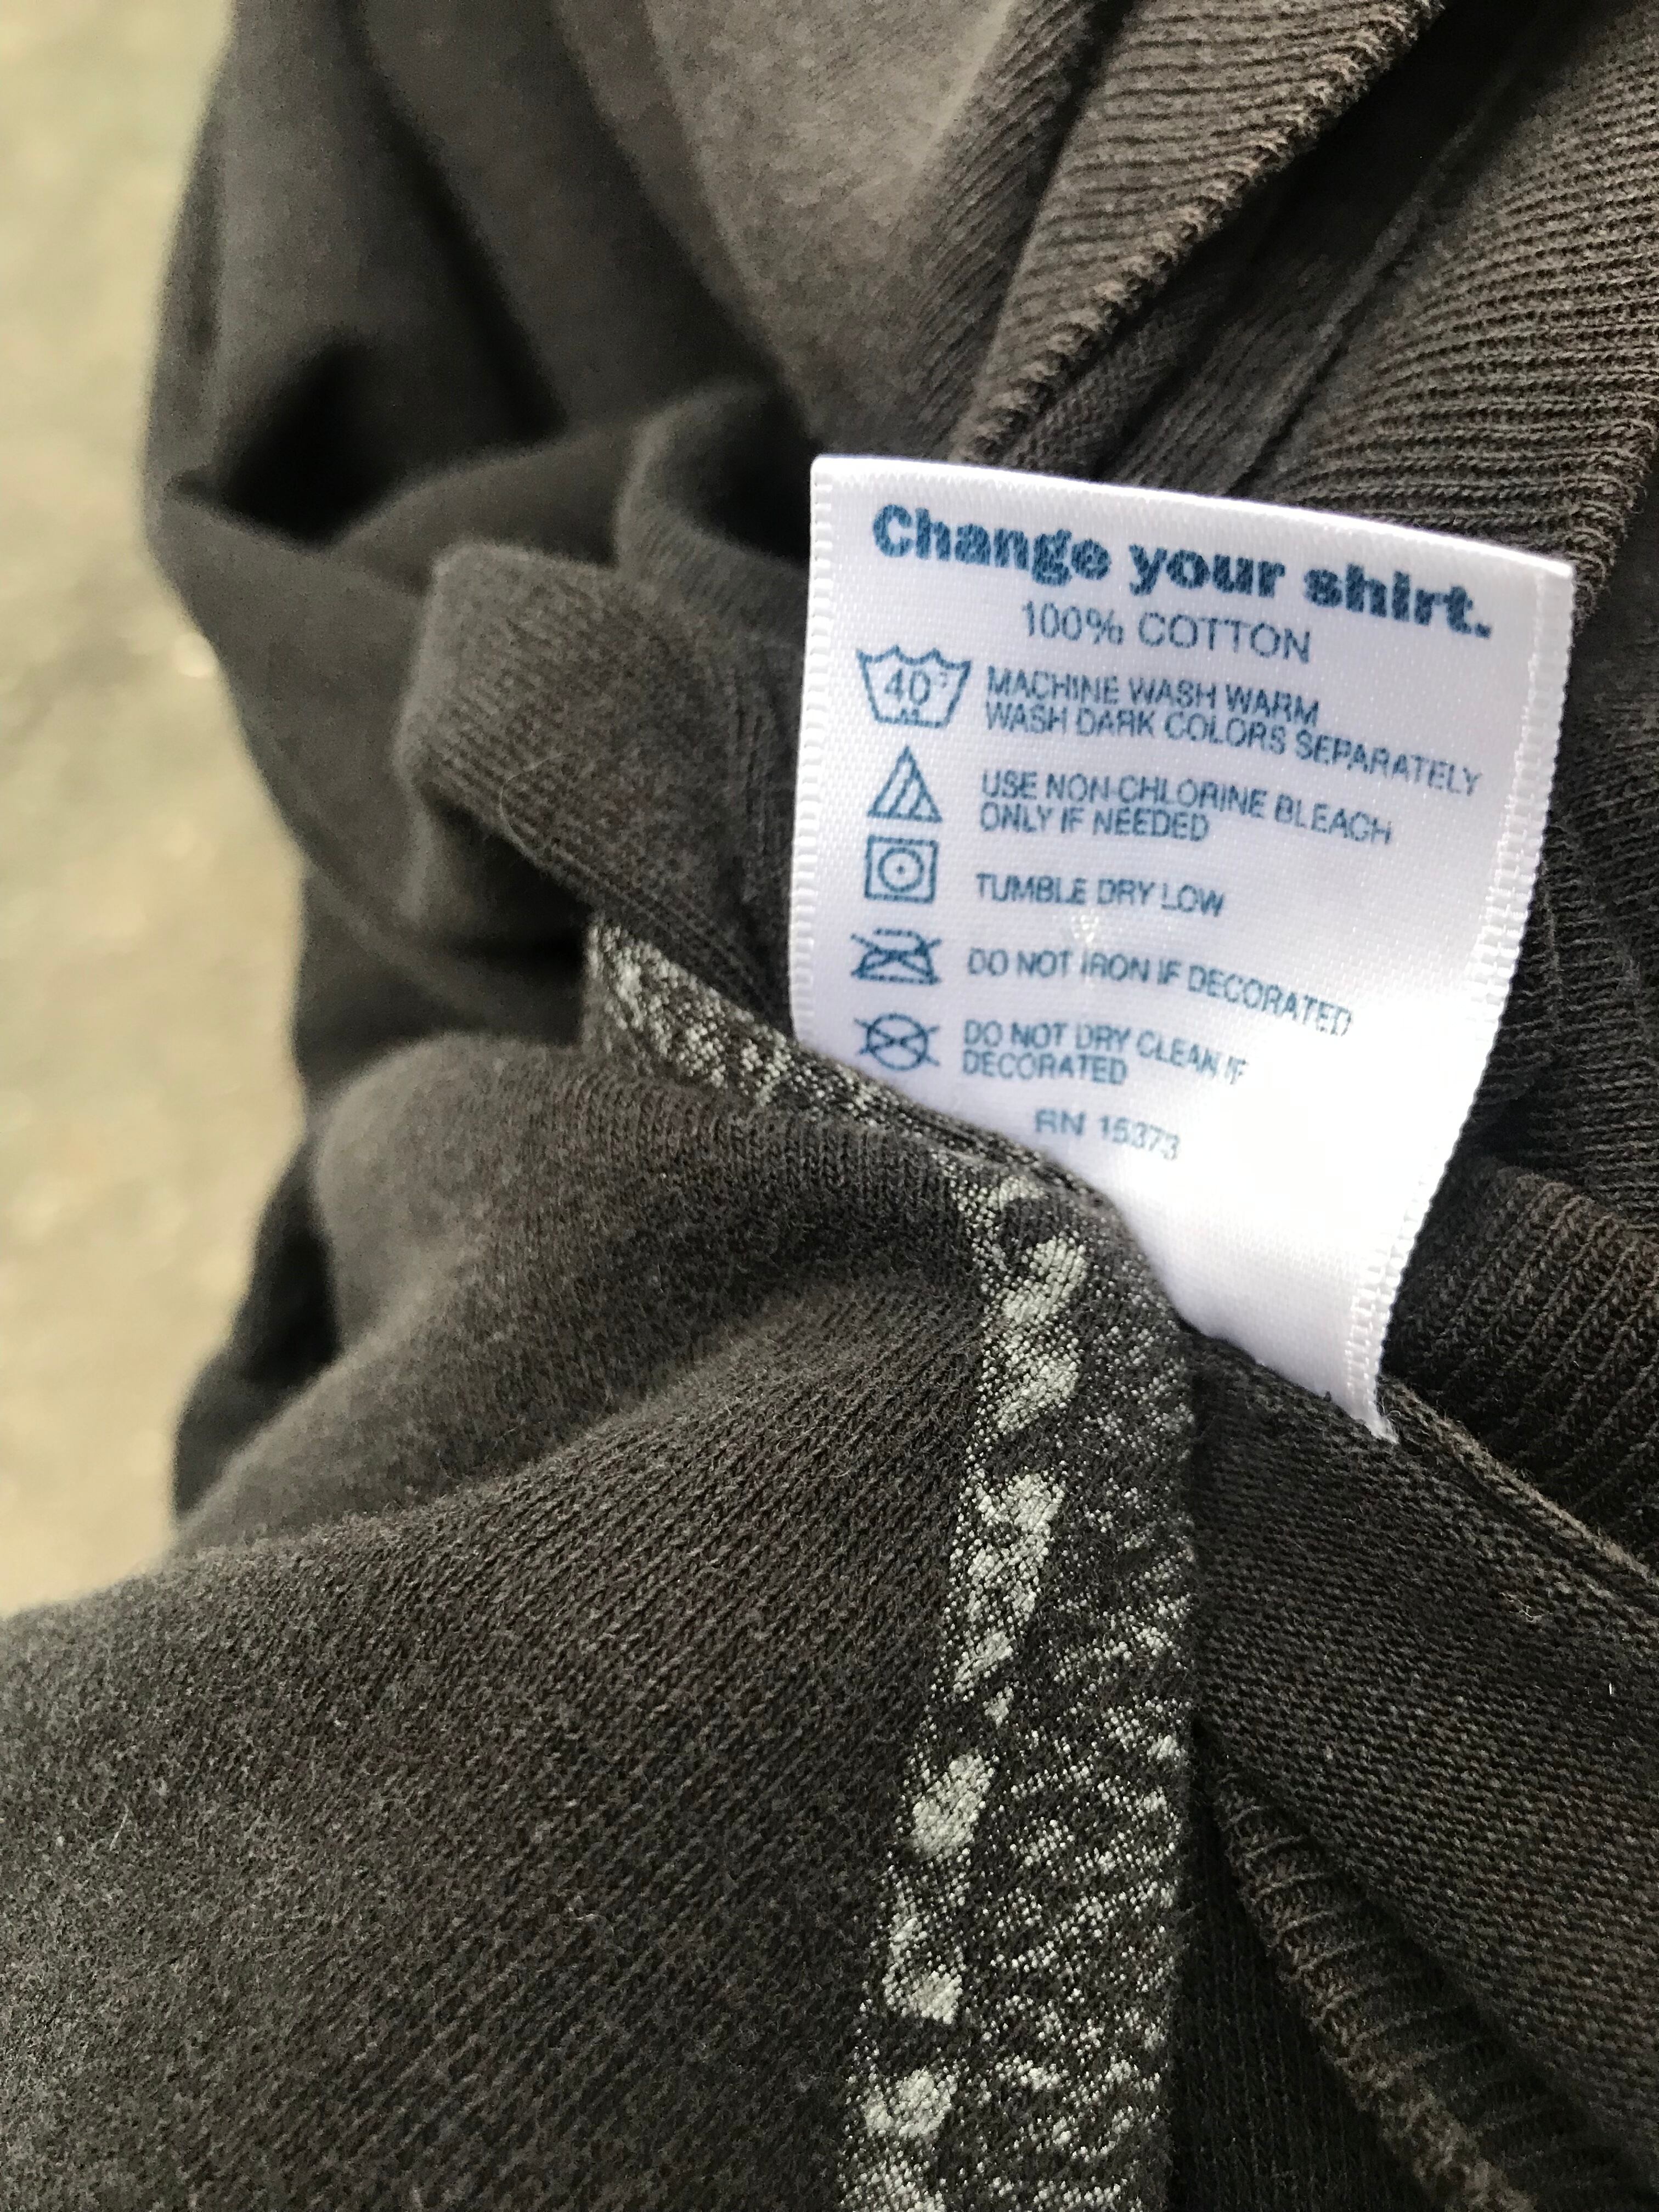 Change your shirt.
100% COTTON
40°
MACHINE WASH WARM
WASH DARK COLORS SEPARATELY
USE NON-CHLORINE BLEACH
ONLY IF NEEDED
TUMBLE DRY LOW
DO NOT IRON IF DECORATED
DO NOT DRY CLEAN IF
DECORATED
RN 15373